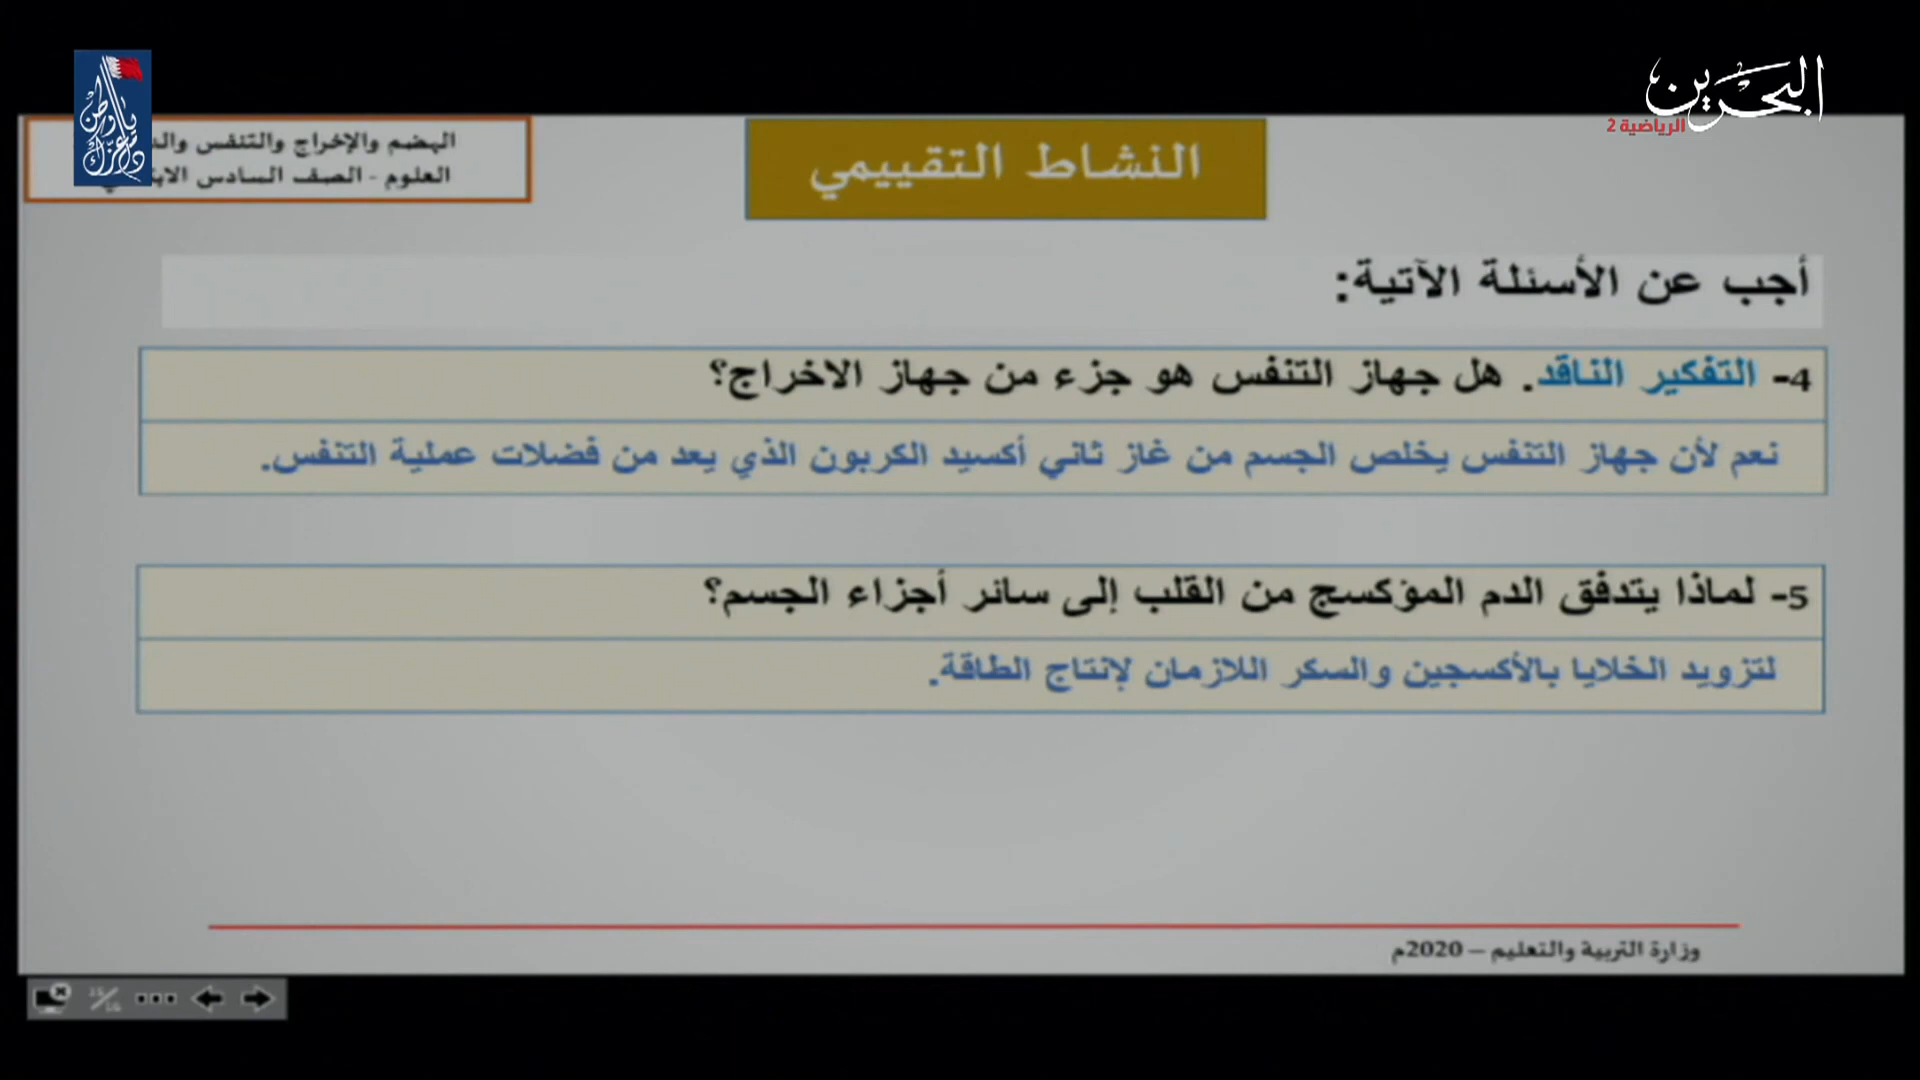 البحرين
الرياضية 2
الهضم والإخراج والتنفس
العلوم - الصف السادس
النشاط التقييمي
أجب عن الأسئلة الآتية:
4- التفكير الناقد. هل جهاز التنفس هو جزء من جهاز الاخراج؟
نعم لأن جهاز التنفس يخلص الجسم من غاز ثاني أكسيد الكربون الذي يعد من فضلات عملية التنفس.
5- لماذا يتدفق الدم المؤكسج من القلب إلى سائر أجزاء الجسم؟
لتزويد الخلايا بالأكسجين والسكر اللازمان لإنتاج الطاقة.
وزارة التربية والتعليم – 2020م